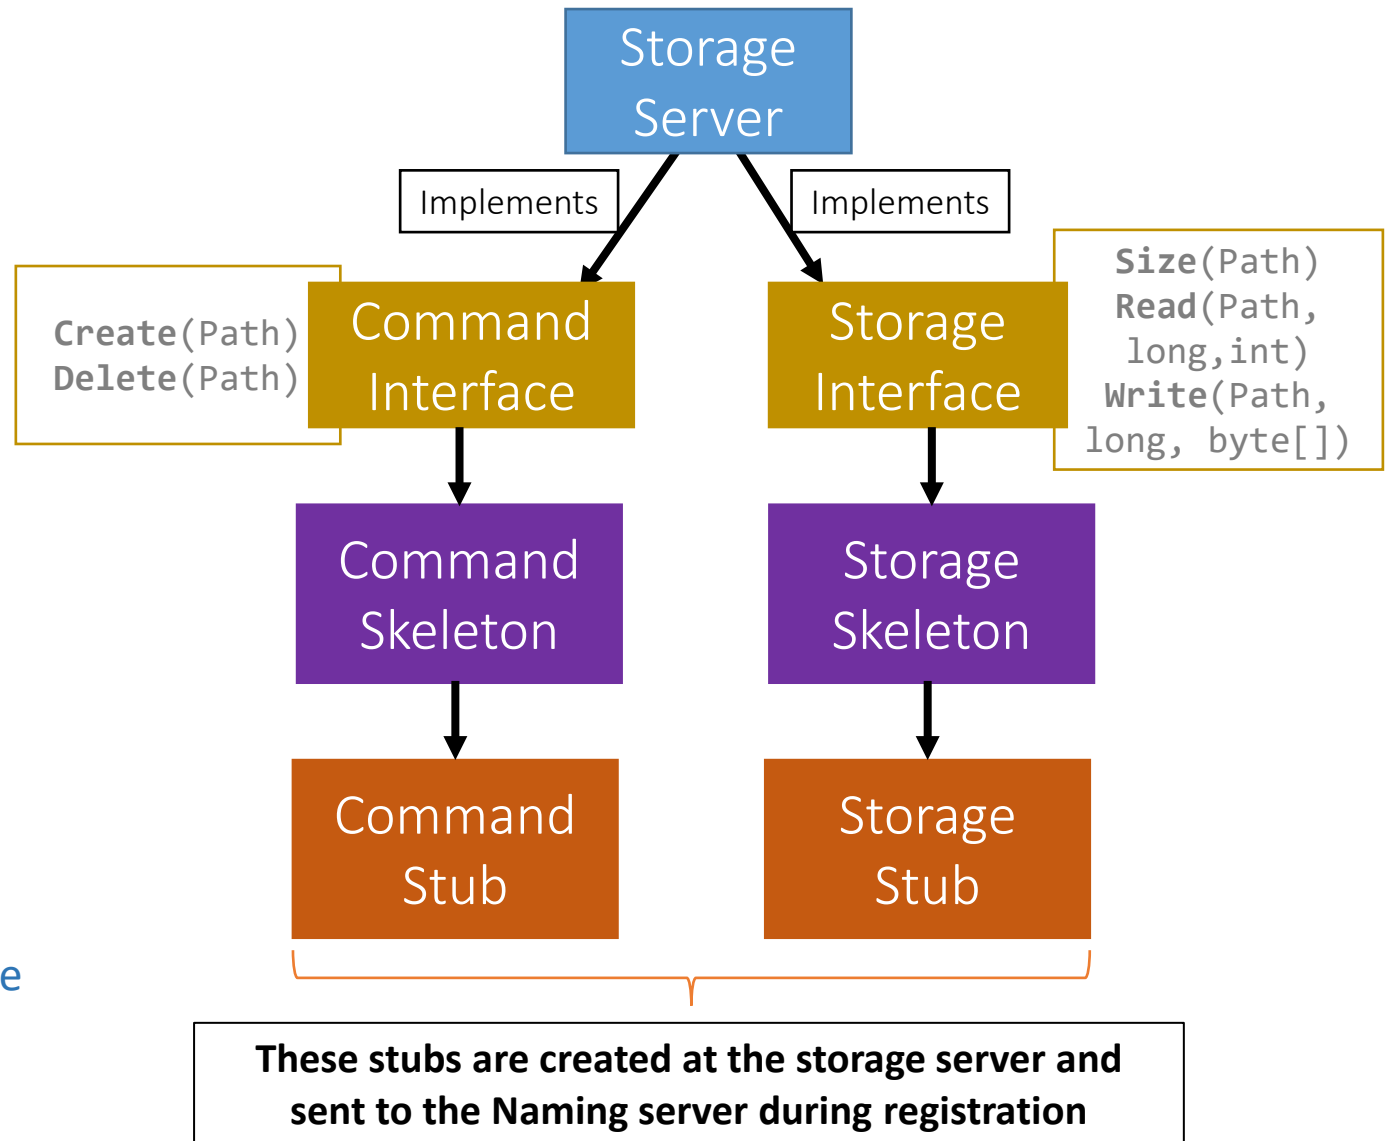 Storage
Server
Implements
Implements
Create(Path)
Delete(Path)
Command
Interface
Storage
Interface
Size(Path)
Read(Path,
long,int)
Write(Path,
long, byte[])
Command
Skeleton
Storage
Skeleton
Command
Stub
Storage
Stub
e
These stubs are created at the storage server and
sent to the Naming server during registration